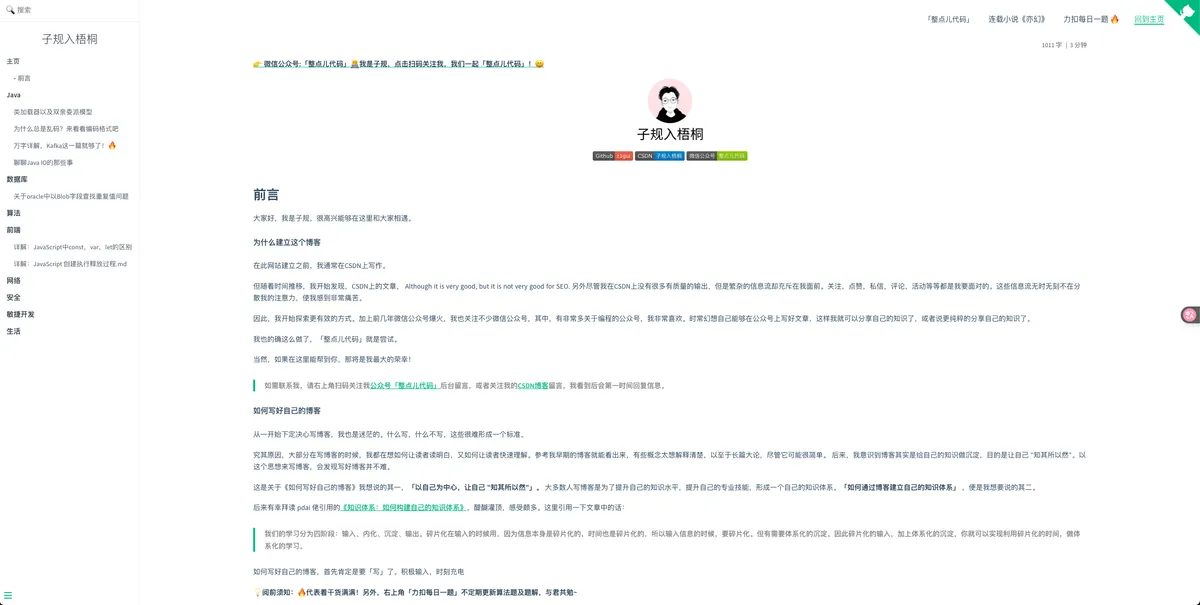 搜索
子规入梧桐
主页
- 前言
Java
类加载器以及双亲委派模型
为什么总是乱码？来看看编码格式吧
万字详解，Kafka这一篇就够了！🔥
聊聊Java IO的那些事
数据库
关于oracle中以Blob字段查找重复值问题
算法
前端
详解：JavaScript中const、var、let的区别
详解：JavaScript 创建执行释放过程.md
网络
安全
敏捷开发
生活
「整点儿代码」 连载小说《亦幻》 力扣每日一题 🔥 回到主页
1011 字 | 3 分钟
👉 微信公众号:「整点儿代码」👨‍💻我是子规，点击扫码关注我，我们一起「整点儿代码」！😄
子规入梧桐
Github zigui CSDN 子规入梧桐 微信公众号 整点儿代码
前言
大家好，我是子规，很高兴能够在这里和大家相遇。
为什么建立这个博客
在此网站建立之前，我通常在CSDN上写作。
但随着时间推移，我开始发现，CSDN上的文章， Although it is very good, but it is not very good for SEO. 另外尽管我在CSDN上没有很多有质量的输出，但是繁杂的信息流却充斥在我面前。关注，点赞、私信，评论，活动等等都是我要面对的。这些信息流无时无刻不在分
散我的注意力，使我感到非常痛苦。
因此，我开始探索更有效的方式。加上前几年微信公众号爆火，我也关注不少微信公众号，其中，有非常多关于编程的公众号，我非常喜欢，时常幻想自己能够在公众号上写好文章，这样我就可以分享自己的知识了，或者说更纯粹的分享自己的知识了。
我也的确这么做了，「整点儿代码」就是尝试。
当然，如果在这里能帮到你，那将是我最大的荣幸！
如需联系我，请右上角扫码关注我公众号「整点儿代码」后台留言，或者关注我的CSDN博客留言，我看到后会第一时间回复信息。
如何写好自己的博客
从一开始下定决心写博客，我也是迷茫的。什么写，什么不写，这些很难形成一个标准。
究其原因，大部分在写博客的时候，我都在想如何让读者读明白，又如何让读者快速理解。参考我早期的博客就能看出来，有些概念太想解释清楚，以至于长篇大论，尽管它可能很简单。 后来，我意识到博客其实是给自己的知识做沉淀，目的是让自己 "知其所以然"。以
这个思想来写博客，会发现写好博客并不难。
这是关于《如何写好自己的博客》我想说的其一，「以自己为中心，让自己 "知其所以然"」。大多数人写博客是为了提升自己的知识水平，提升自己的专业技能，形成一个自己的知识体系。「如何通过博客建立自己的知识体系」 ，便是我想要说的其二。
后来有幸拜读 pdai 佬引用的《知识体系：如何构建自己的知识体系》，醍醐灌顶，感受颇多。这里引用一下文章中的话：
我们的学习分为四阶段：输入、内化、沉淀、输出。碎片化在输入的时候用，因为信息本身是碎片化的，时间也是碎片化的，所以输入信息的时候，要碎片化。但有需要体系化的沉淀，因此碎片化的输入，加上体系化的沉淀，你就可以实现利用碎片化的时间，做体
系化的学习。
如何写好自己的博客，首先肯定是要「写」了。积极输入，时刻充电
💡阅前须知：🔥代表着干货满满！另外，右上角「力扣每日一题」不定期更新算法题及题解，与君共勉~